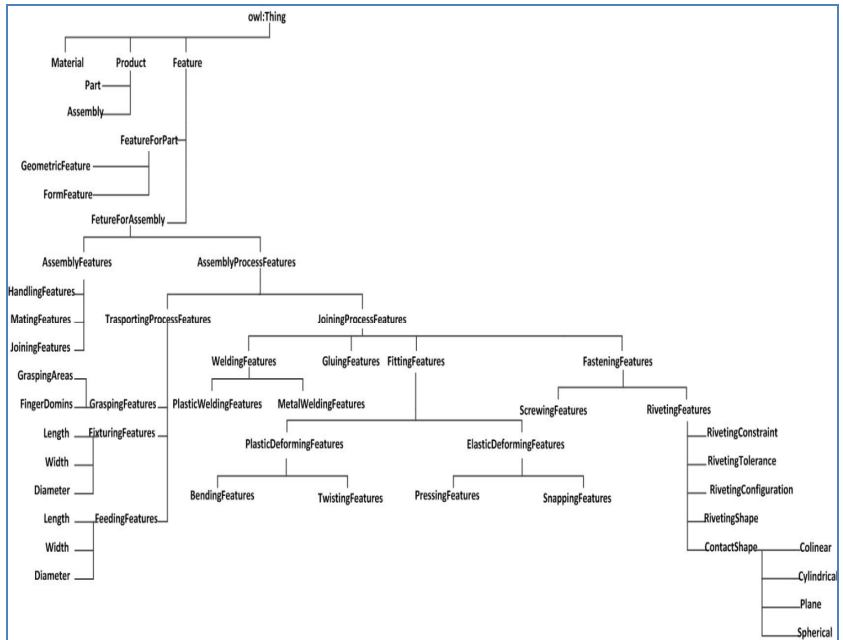 owl:Thing
Material Product Feature
Part
Assembly
FeatureForPart
GeometricFeature
FormFeature
FetureForAssembly
AssemblyFeatures AssemblyProcessFeatures
HandlingFeatures
MatingFeatures TrasportingProcessFeatures JoiningProcessFeatures
JoiningFeatures
WeldingFeatures GluingFeatures FittingFeatures FasteningFeatures
GraspingAreas
FingerDomins GraspingFeatures PlasticWeldingFeatures MetalWeldingFeatures ScrewingFeatures RivetingFeatures
Length FixturingFeatures RivetingConstraint
PlasticDeformingFeatures ElasticDeformingFeatures
Width RivetingTolerance
Diameter RivetingConfiguration
BendingFeatures TwistingFeatures PressingFeatures SnappingFeatures
Length FeedingFeatures RivetingShape
Width ContactShape Colinear
Diameter Cylindrical
Plane
Spherical